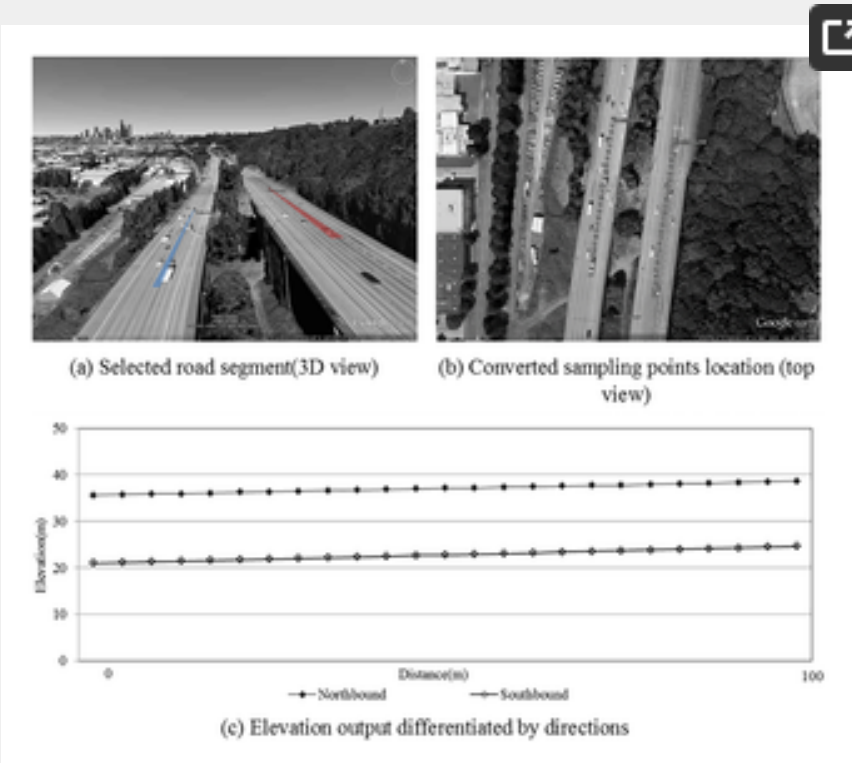 Google
(a) Selected road segment(3D view)
(b) Converted sampling points location (top
view)
50
40
30
20
10
0
Elevation(m)
0
Distance(m)
100
Northbound
Southbound
(c) Elevation output differentiated by directions